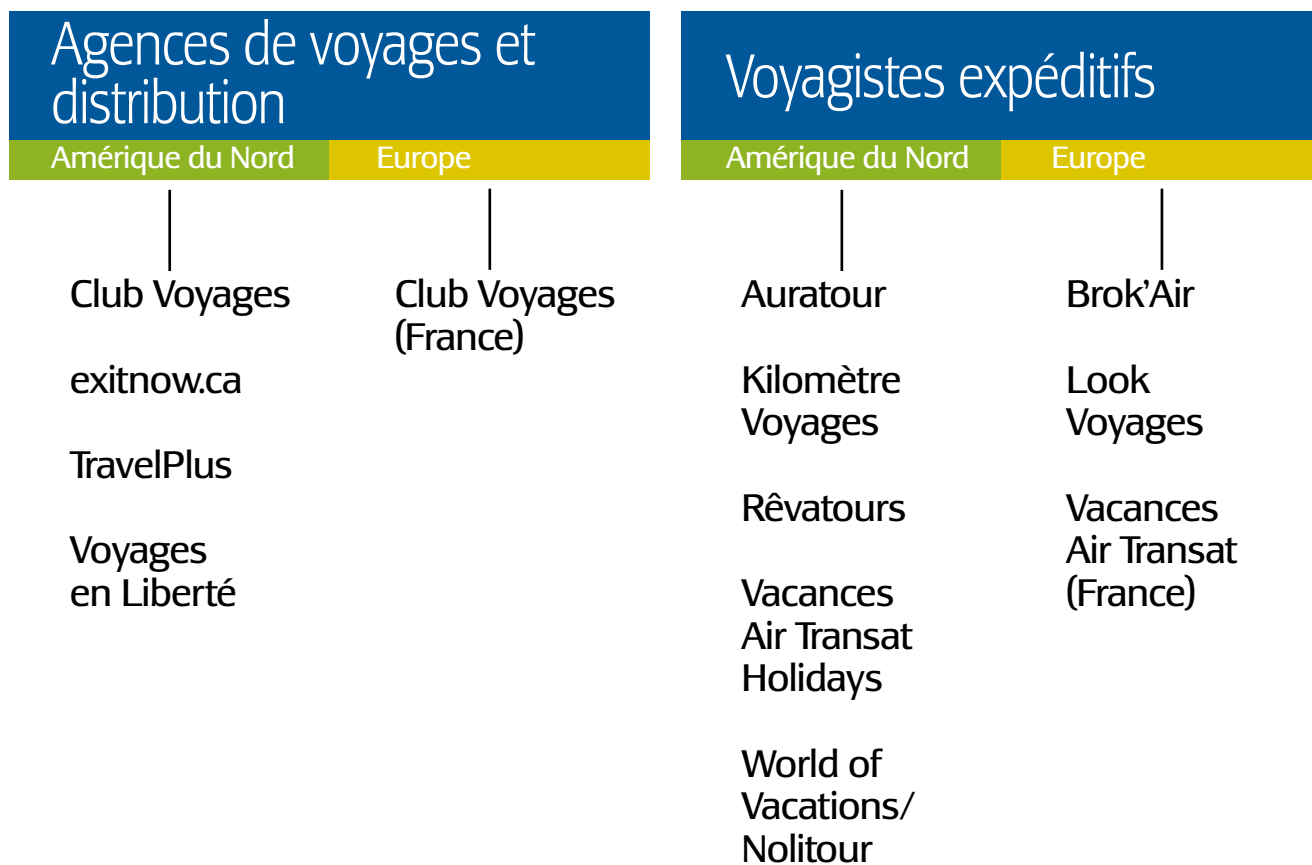 Agences de voyages et
distribution
Amérique du Nord
Europe
Club Voyages
exitnow.ca
TravelPlus
Voyages
en Liberté
Club Voyages
(France)
Voyagistes expéditifs
Amérique du Nord
Europe
Auratour
Kilomètre
Voyages
Rêvatours
Vacances
Air Transat
Holidays
World of
Vacations/
Nolitour
Brok’Air
Look
Voyages
Vacances
Air Transat
(France)